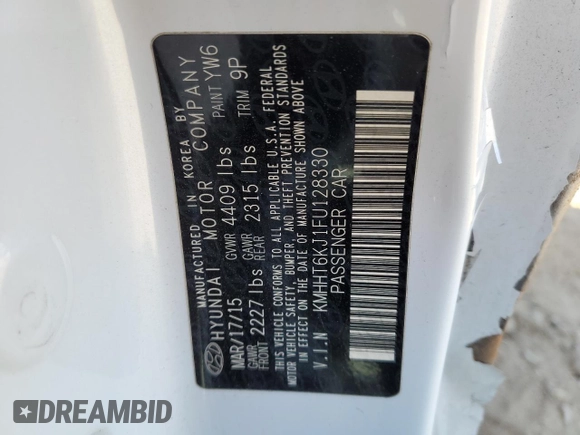 MANUFACTURED IN KOREA BY
HYUNDAI MOTOR COMPANY
MAR/17/15 GVWR 4409 lbs PAINT YW6
GAWR FRONT 2227 lbs GAWR REAR 2315 lbs TRIM 9P
THIS VEHICLE CONFORMS TO ALL APPLICABLE U.S.A. FEDERAL
MOTOR VEHICLE SAFETY, BUMPER, AND THEFT PREVENTION STANDARDS
IN EFFECT ON THE DATE OF MANUFACTURE SHOWN ABOVE
V.I.N KMHHT6KJ1FU128330
PASSENGER CAR
DREAMBID